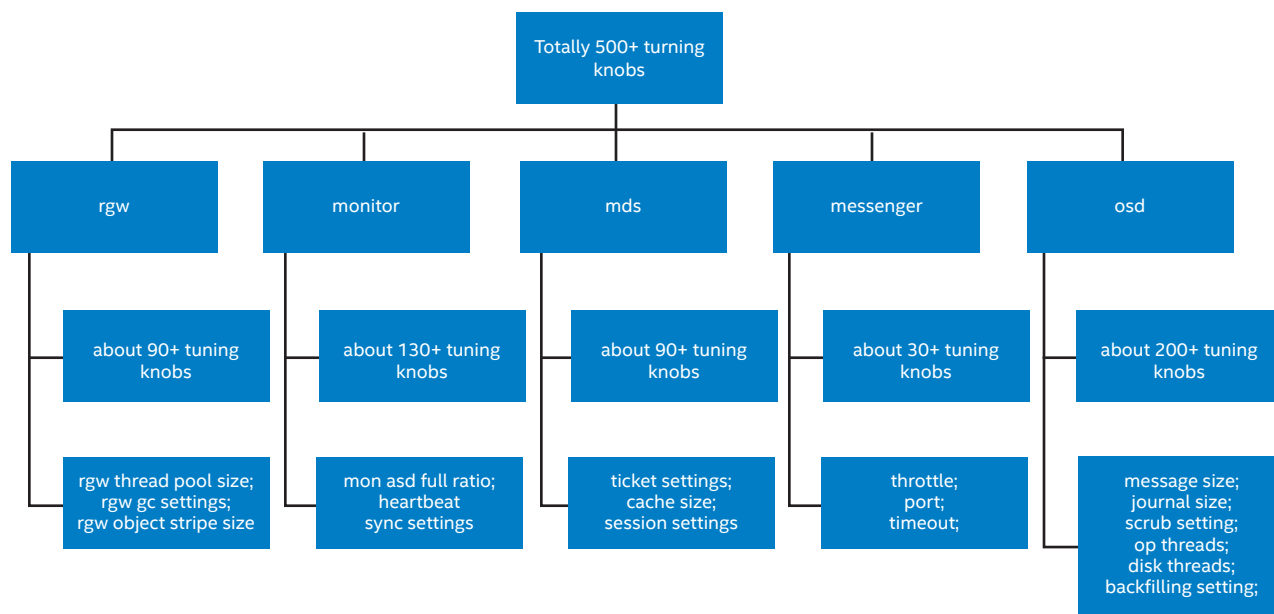 Totally 500+ turning
knobs
rgw
monitor
mds
messenger
osd
about 90+ tuning
knobs
about 130+ tuning
knobs
about 90+ tuning
knobs
about 30+ tuning
knobs
about 200+ tuning
knobs
rgw thread pool size;
rgw gc settings;
rgw object stripe size
mon asd full ratio;
heartbeat
sync settings
ticket settings;
cache size;
session settings
throttle;
port;
timeout;
message size;
journal size;
scrub setting;
op threads;
disk threads;
backfilling setting;